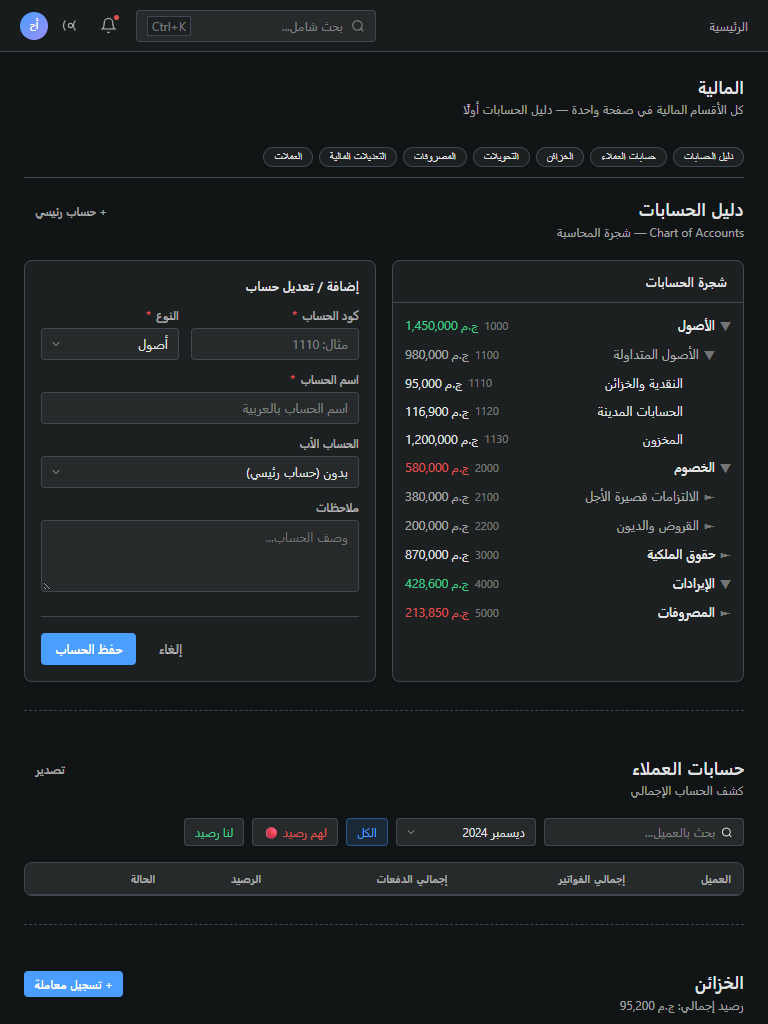 الرئيسية
بحث شامل...
Ctrl+K
أج
المالية
كل الأقسام المالية في صفحة واحدة — دليل الحسابات أولًا
دليل الحسابات
حسابات العملاء
الخزائن
التحويلات
المصروفات
التعديلات المالية
العملات
دليل الحسابات
+ حساب رئيسي
Chart of Accounts — شجرة المحاسبة
شجرة الحسابات
▼ الأصول 1000 ج.م 1,450,000
▼ الأصول المتداولة 1100 ج.م 980,000
النقدية والخزائن 1110 ج.م 95,000
الحسابات المدينة 1120 ج.م 116,900
المخزون 1130 ج.م 1,200,000
▼ الخصوم 2000 ج.م 580,000
► الالتزامات قصيرة الأجل 2100 ج.م 380,000
► القروض والديون 2200 ج.م 200,000
► حقوق الملكية 3000 ج.م 870,000
▼ الإيرادات 4000 ج.م 428,600
► المصروفات 5000 ج.م 213,850
إضافة / تعديل حساب
كود الحساب *
النوع *
مثال: 1110
أصول
اسم الحساب *
اسم الحساب بالعربية
الحساب الأب
بدون (حساب رئيسي)
ملاحظات
وصف الحساب...
إلغاء
حفظ الحساب
حسابات العملاء
تصدير
كشف الحساب الإجمالي
بحث بالعميل...
ديسمبر 2024
الكل
لهم رصيد
لنا رصيد
العميل
إجمالي الفواتير
إجمالي الدفعات
الرصيد
الحالة
الخزائن
+ تسجيل معاملة
رصيد إجمالي: ج.م 95,200